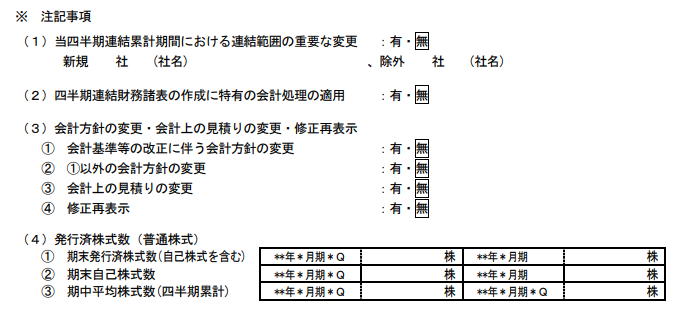 ※ 注記事項
(1)当四半期連結累計期間における連結範囲の重要な変更 :有・無
新規 社 (社名) 、除外 社 (社名)
(2)四半期連結財務諸表の作成に特有の会計処理の適用 :有・無
(3)会計方針の変更・会計上の見積りの変更・修正再表示
① 会計基準等の改正に伴う会計方針の変更 :有・無
② ①以外の会計方針の変更 :有・無
③ 会計上の見積りの変更 :有・無
④ 修正再表示 :有・無
(4)発行済株式数(普通株式)
① 期末発行済株式数(自己株式を含む) **年*月期*Q 株 **年*月期 株
② 期末自己株式数 **年*月期*Q 株 **年*月期 株
③ 期中平均株式数(四半期累計) **年*月期*Q 株 **年*月期*Q 株